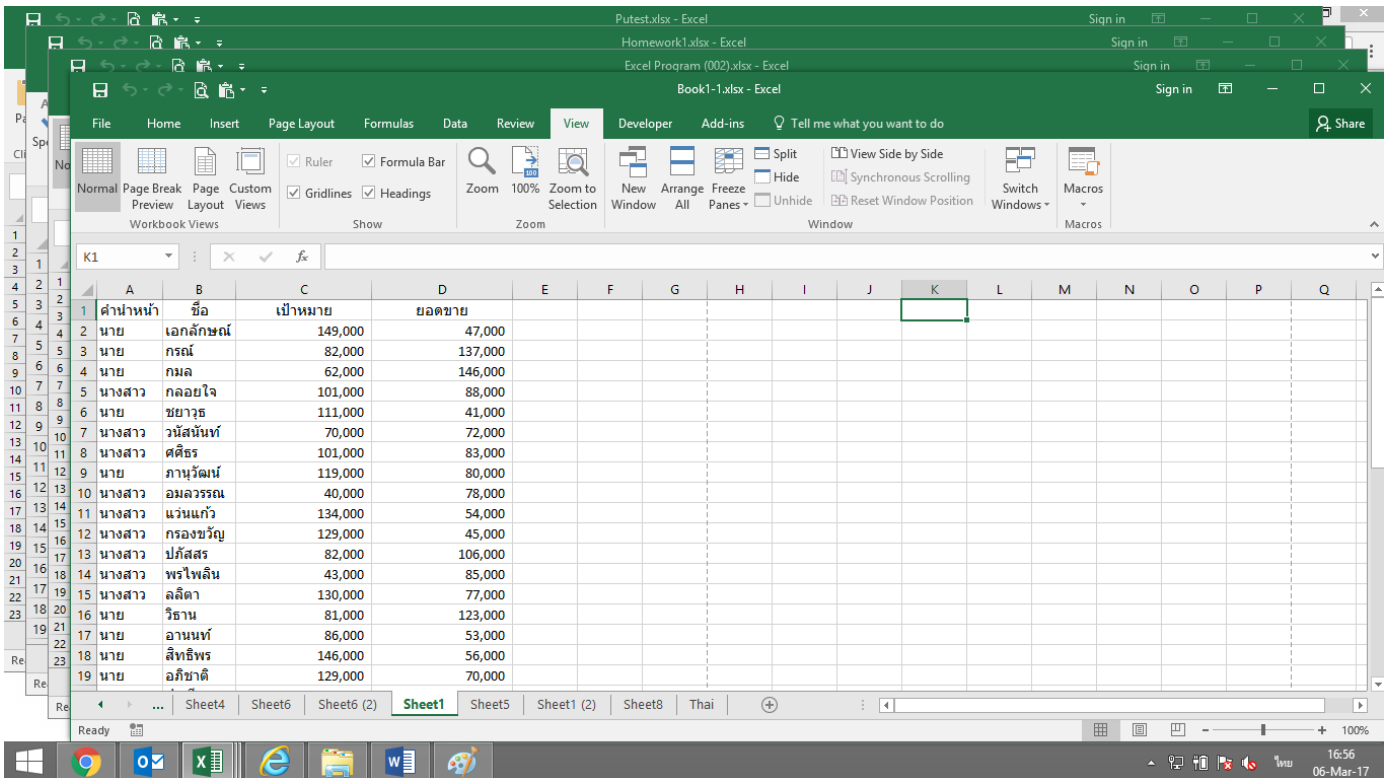 Putest.xlsx - Excel Sign in
Homework1.xlsx - Excel Sign in
Excel Program (002).xlsx - Excel Sign in
Book1-1.xlsx - Excel Sign in
File Home Insert Page Layout Formulas Data Review View Developer Add-ins Tell me what you want to do Share
Ruler Formula Bar Split View Side by Side
Hide Synchronous Scrolling
Normal Page Break Page Custom Gridlines Headings Zoom 100% Zoom to New Arrange Freeze Switch Macros
Preview Layout Views Selection Window All Panes Unhide Reset Window Position Windows
Workbook Views Show Zoom Window Macros
K1 fx
A B C D E F G H I J K L M N O P Q
1 คำนำหน้า ชื่อ เป้าหมาย ยอดขาย
2 นาย เอกลักษณ์ 149,000 47,000
3 นาย กรณ์ 82,000 137,000
4 นาย กมล 62,000 146,000
5 นางสาว กลอยใจ 101,000 88,000
6 นาย ชยาวุธ 111,000 41,000
7 นางสาว วนัสนันท์ 70,000 72,000
8 นางสาว ศศิธร 101,000 83,000
9 นาย ภานุวัฒน์ 119,000 80,000
10 นางสาว อมลวรรณ 40,000 78,000
11 นางสาว แว่นแก้ว 134,000 54,000
12 นางสาว กรองขวัญ 129,000 45,000
13 นางสาว ปภัสสร 82,000 106,000
14 นางสาว พรไพลิน 43,000 85,000
15 นางสาว ลลิตา 130,000 77,000
16 นาย วิธาน 81,000 123,000
17 นาย อานนท์ 86,000 53,000
18 นาย สิทธิพร 146,000 56,000
19 นาย อภิชาติ 129,000 70,000
... Sheet4 Sheet6 Sheet6 (2) Sheet1 Sheet5 Sheet1 (2) Sheet8 Thai
Ready 100%
ไทย 16:56
06-Mar-17